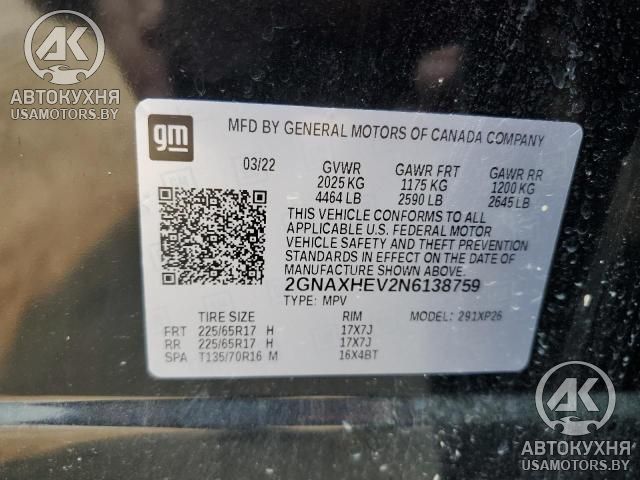 AK
АВТОКУХНЯ
USAMOTORS.BY
gm
MFD BY GENERAL MOTORS OF CANADA COMPANY
03/22 GVWR GAWR FRT GAWR RR
2025 KG 1175 KG 1200 KG
4464 LB 2590 LB 2645 LB
THIS VEHICLE CONFORMS TO ALL
APPLICABLE U.S. FEDERAL MOTOR
VEHICLE SAFETY AND THEFT PREVENTION
STANDARDS IN EFFECT ON THE DATE OF
MANUFACTURE SHOWN ABOVE.
2GNAXHEV2N6138759
TYPE: MPV MODEL: 291XP26
TIRE SIZE RIM
FRT 225/65R17 H 17X7J
RR 225/65R17 H 17X7J
SPA T135/70R16 M 16X4BT
AK
АВТОКУХНЯ
USAMOTORS.BY